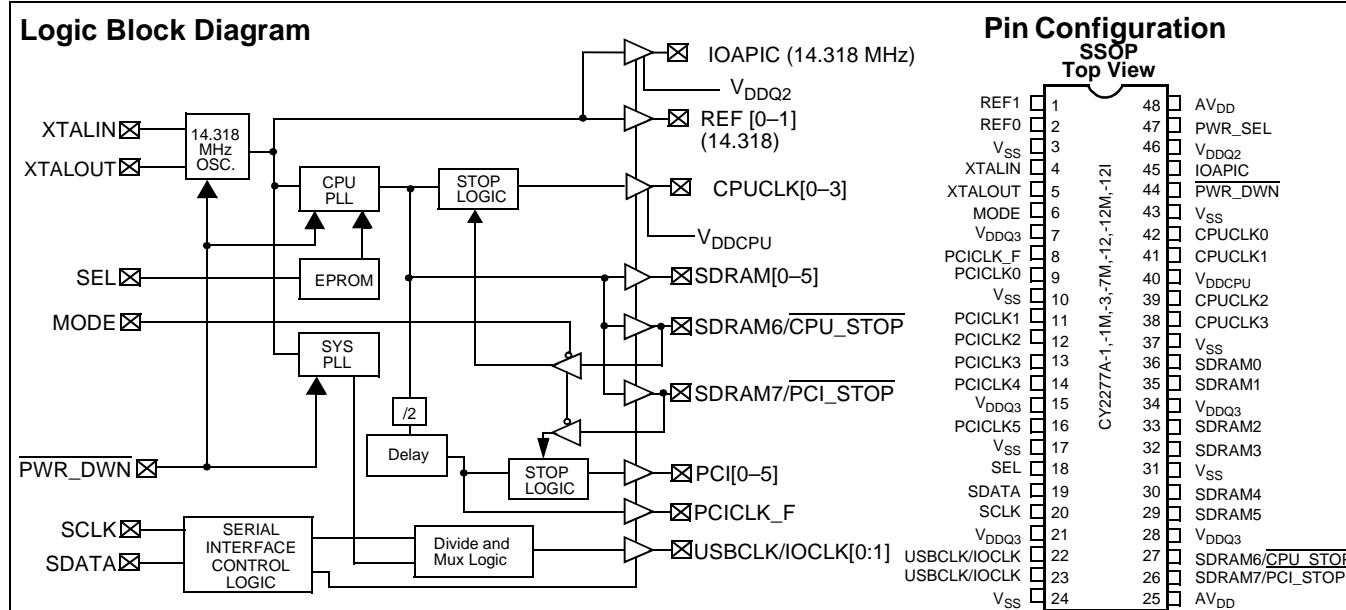 Logic Block Diagram
IOAPIC (14.318 MHz)
VDDQ2
XTALIN
XTALOUT
14.318
MHz
OSC.
REF [0–1]
(14.318)
CPU
PLL
STOP
LOGIC
CPUCLK[0–3]
VDDCPU
SEL
EPROM
SDRAM[0–5]
MODE
SDRAM6/CPU_STOP
SYS
PLL
SDRAM7/PCI_STOP
/2
Delay
PWR_DWN
STOP
LOGIC
PCI[0–5]
PCICLK_F
SCLK
SDATA
SERIAL
INTERFACE
CONTROL
LOGIC
Divide and
Mux Logic
USBCLK/IOCLK[0:1]
Pin Configuration
SSOP
Top View
REF1 1 48 AVDD
REF0 2 47 PWR_SEL
VSS 3 46 VDDQ2
XTALIN 4 45 IOAPIC
XTALOUT 5 44 PWR_DWN
MODE 6 43 VSS
VDDQ3 7 42 CPUCLK0
PCICLK_F 8 41 CPUCLK1
PCICLK0 9 40 VDDCPU
VSS 10 39 CPUCLK2
PCICLK1 11 38 CPUCLK3
PCICLK2 12 37 VSS
PCICLK3 13 36 SDRAM0
PCICLK4 14 35 SDRAM1
VDDQ3 15 34 VDDQ3
PCICLK5 16 33 SDRAM2
VSS 17 32 SDRAM3
SEL 18 31 VSS
SDATA 19 30 SDRAM4
SCLK 20 29 SDRAM5
VDDQ3 21 28 VDDQ3
USBCLK/IOCLK 22 27 SDRAM6/CPU_STOP
USBCLK/IOCLK 23 26 SDRAM7/PCI_STOP
VSS 24 25 AVDD
CY2277A-1,-1M,-3,-7M,-12,-12M,-12I